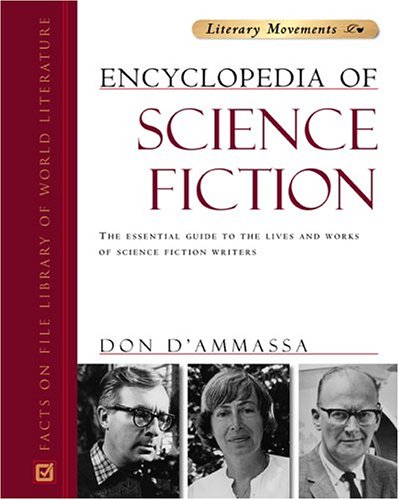 Literary Movements
ENCYCLOPEDIA OF
SCIENCE
FICTION
THE ESSENTIAL GUIDE TO THE LIVES AND WORKS
OF SCIENCE FICTION WRITERS
DON D'AMMASSA
FACTS ON FILE LIBRARY OF WORLD LITERATURE